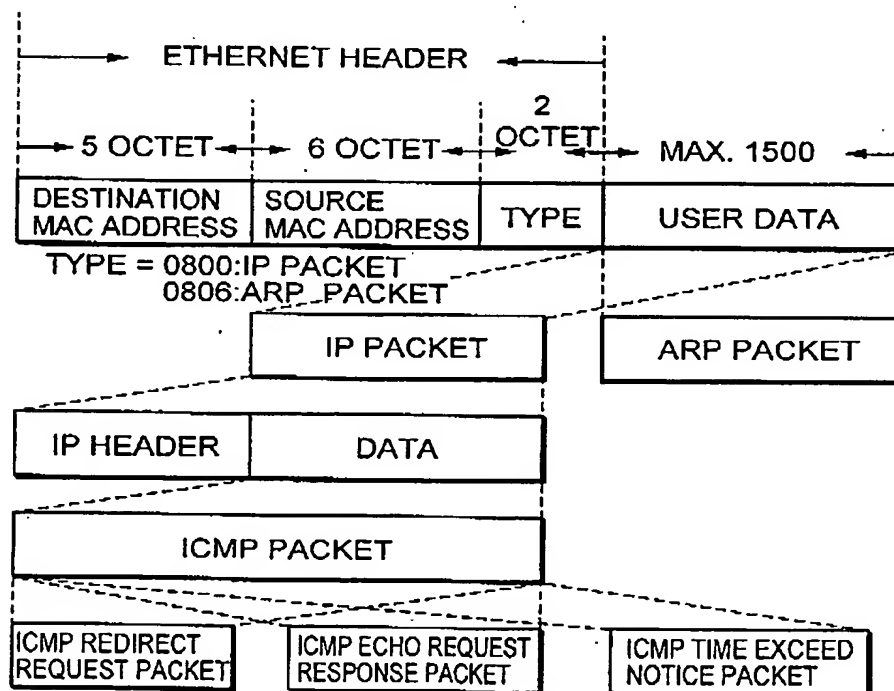 ETHERNET HEADER
5 OCTET
6 OCTET
2
OCTET
MAX. 1500
DESTINATION
MAC ADDRESS
SOURCE
MAC ADDRESS
TYPE
USER DATA
TYPE = 0800:IP PACKET
0806:ARP PACKET
IP PACKET
ARP PACKET
IP HEADER
DATA
ICMP PACKET
ICMP REDIRECT
REQUEST PACKET
ICMP ECHO REQUEST
RESPONSE PACKET
ICMP TIME EXCEED
NOTICE PACKET